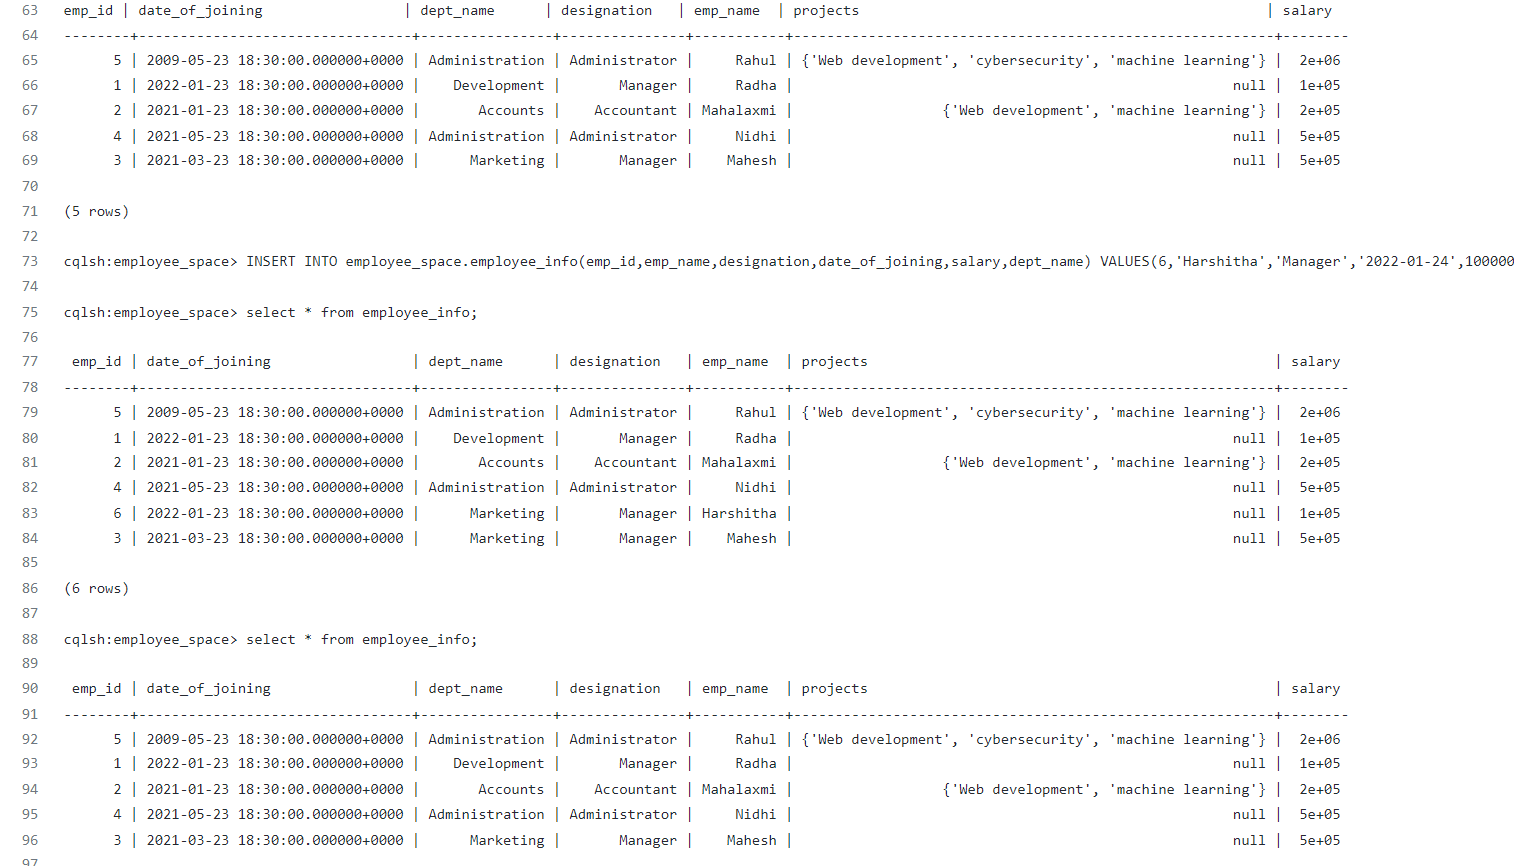 63 emp_id | date_of_joining | dept_name | designation | emp_name | projects | salary
64 --------+---------------------------------+----------------+---------------+-----------+----------------------------------------------------------+--------
65 5 | 2009-05-23 18:30:00.000000+0000 | Administration | Administrator | Rahul | {'Web development', 'cybersecurity', 'machine learning'} | 2e+06
66 1 | 2022-01-23 18:30:00.000000+0000 | Development | Manager | Radha | null | 1e+05
67 2 | 2021-01-23 18:30:00.000000+0000 | Accounts | Accountant | Mahalaxmi | {'Web development', 'machine learning'} | 2e+05
68 4 | 2021-05-23 18:30:00.000000+0000 | Administration | Administrator | Nidhi | null | 5e+05
69 3 | 2021-03-23 18:30:00.000000+0000 | Marketing | Manager | Mahesh | null | 5e+05
70
71 (5 rows)
72
73 cqlsh:employee_space> INSERT INTO employee_space.employee_info(emp_id,emp_name,designation,date_of_joining,salary,dept_name) VALUES(6,'Harshitha','Manager','2022-01-24',100000
74
75 cqlsh:employee_space> select * from employee_info;
76
77 emp_id | date_of_joining | dept_name | designation | emp_name | projects | salary
78 --------+---------------------------------+----------------+---------------+-----------+----------------------------------------------------------+--------
79 5 | 2009-05-23 18:30:00.000000+0000 | Administration | Administrator | Rahul | {'Web development', 'cybersecurity', 'machine learning'} | 2e+06
80 1 | 2022-01-23 18:30:00.000000+0000 | Development | Manager | Radha | null | 1e+05
81 2 | 2021-01-23 18:30:00.000000+0000 | Accounts | Accountant | Mahalaxmi | {'Web development', 'machine learning'} | 2e+05
82 4 | 2021-05-23 18:30:00.000000+0000 | Administration | Administrator | Nidhi | null | 5e+05
83 6 | 2022-01-23 18:30:00.000000+0000 | Marketing | Manager | Harshitha | null | 1e+05
84 3 | 2021-03-23 18:30:00.000000+0000 | Marketing | Manager | Mahesh | null | 5e+05
85
86 (6 rows)
87
88 cqlsh:employee_space> select * from employee_info;
89
90 emp_id | date_of_joining | dept_name | designation | emp_name | projects | salary
91 --------+---------------------------------+----------------+---------------+-----------+----------------------------------------------------------+--------
92 5 | 2009-05-23 18:30:00.000000+0000 | Administration | Administrator | Rahul | {'Web development', 'cybersecurity', 'machine learning'} | 2e+06
93 1 | 2022-01-23 18:30:00.000000+0000 | Development | Manager | Radha | null | 1e+05
94 2 | 2021-01-23 18:30:00.000000+0000 | Accounts | Accountant | Mahalaxmi | {'Web development', 'machine learning'} | 2e+05
95 4 | 2021-05-23 18:30:00.000000+0000 | Administration | Administrator | Nidhi | null | 5e+05
96 3 | 2021-03-23 18:30:00.000000+0000 | Marketing | Manager | Mahesh | null | 5e+05
97